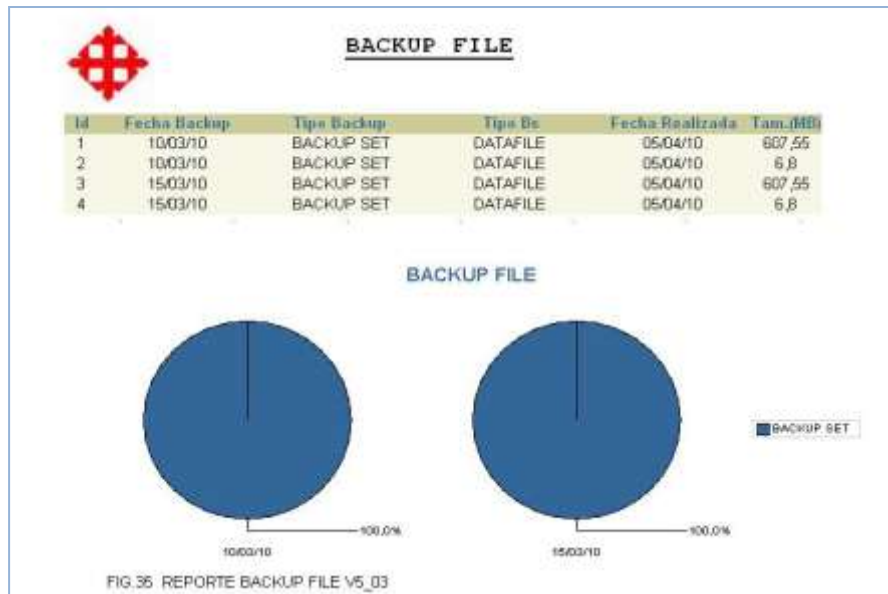 BACKUP FILE
Id Fecha Backup Tipo Backup Tipo Bs Fecha Realizada Tam.(MB)
1 10/03/10 BACKUP SET DATAFILE 05/04/10 607,55
2 10/03/10 BACKUP SET DATAFILE 05/04/10 6,8
3 15/03/10 BACKUP SET DATAFILE 05/04/10 607,55
4 15/03/10 BACKUP SET DATAFILE 05/04/10 6,8
BACKUP FILE
BACKUP SET
100,0% 100,0%
10/03/10 15/03/10
FIG.35 REPORTE BACKUP FILE V5_03